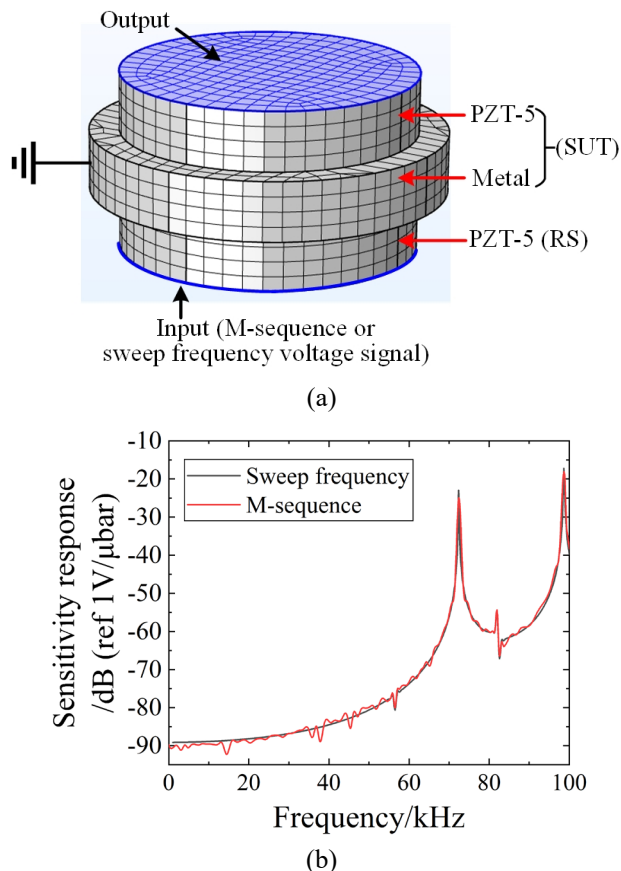 Output
PZT-5
(SUT)
Metal
PZT-5 (RS)
Input (M-sequence or
sweep frequency voltage signal)
(a)
Sensitivity response
/dB (ref 1V/μbar)
-10
-20
-30
-40
-50
-60
-70
-80
-90
Sweep frequency
M-sequence
0 20 40 60 80 100
Frequency/kHz
(b)